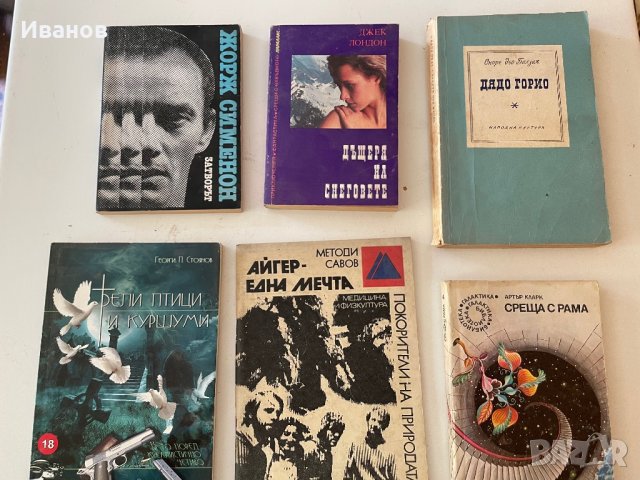 Иванов
ЖОРЖ СИМЕНОН
ЗАТВОРЪТ
ДЖЕК
ЛОНДОН
ДЪЩЕРЯ
НА
СНЕГОВЕТЕ
Оноре дьо Балзак
ДЯДО ГОРИО
НАРОДНА КУЛТУРА
Георги П. Стоянов
БЕЛИ ПТИЦИ
И КУРШУМИ
18
МЕТОДИ
САВОВ
АЙГЕР-
ЕДНА МЕЧТА
МЕДИЦИНА
И ФИЗКУЛТУРА
ПОКОРИТЕЛИ НА ПРИРОДАТА
БИБЛИОТЕКА ГАЛАКТИКА
АРТЪР КЛАРК
СРЕЩА С РАМА
BAZAR